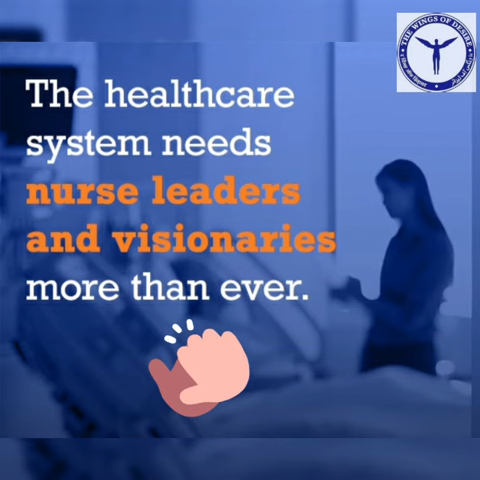 THE WINGS OF DESIRE
The healthcare
system needs
nurse leaders
and visionaries
more than ever.